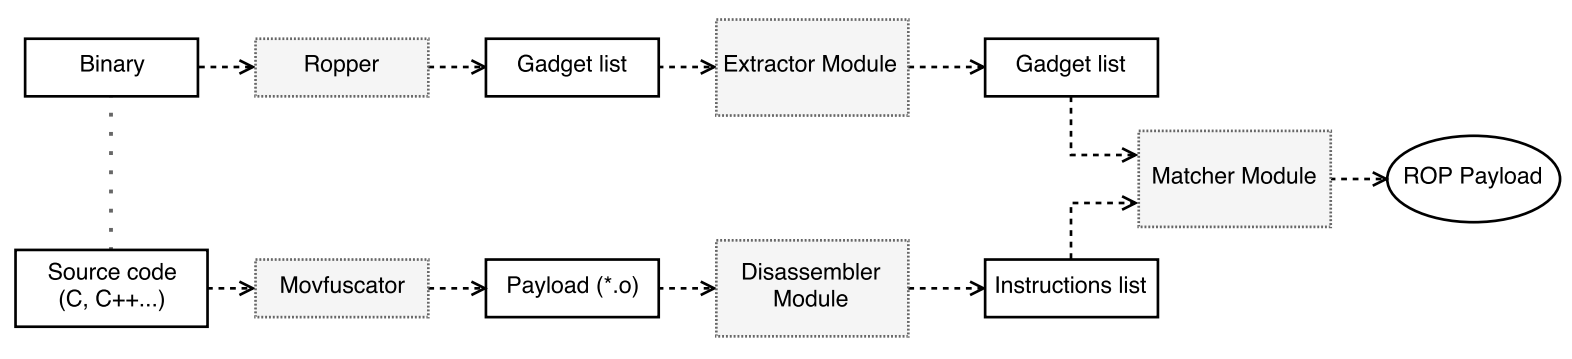 Binary
Ropper
Gadget list
Extractor Module
Gadget list
Matcher Module
ROP Payload
Source code
(C, C++...)
Movfuscator
Payload (*.o)
Disassembler
Module
Instructions list